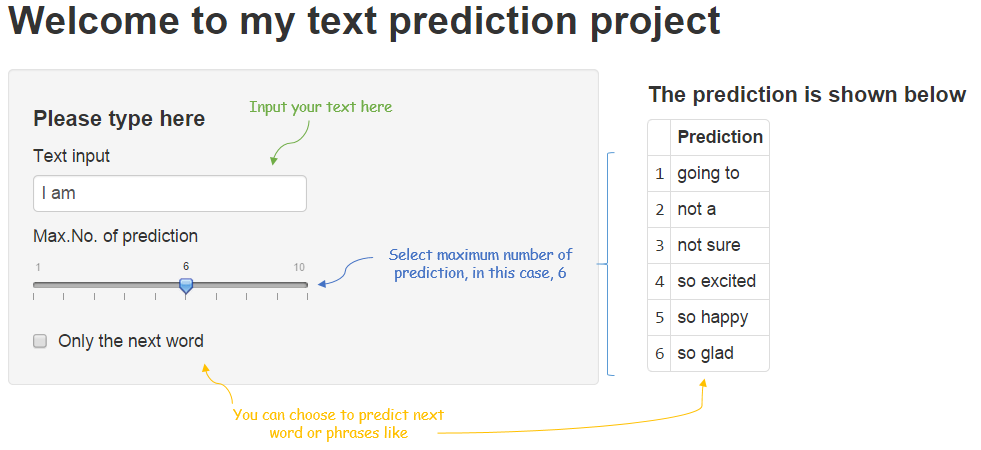 Welcome to my text prediction project
Please type here
Input your text here
Text input
I am
Max.No. of prediction
1
6
10
Select maximum number of
prediction, in this case, 6
Only the next word
You can choose to predict next
word or phrases like
The prediction is shown below
Prediction
1 going to
2 not a
3 not sure
4 so excited
5 so happy
6 so glad